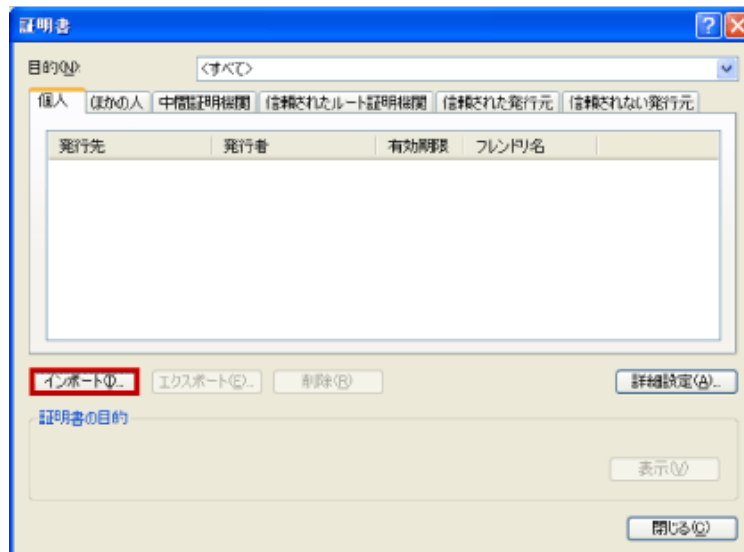 証明書
目的(N): <すべて>
個人 ほかの人 中間証明機関 信頼されたルート証明機関 信頼された発行元 信頼されない発行元
発行先 発行者 有効期限 フレンドリ名
インポート(I)... エクスポート(E)... 削除(R) 詳細設定(A)...
証明書の目的
表示(V)
閉じる(C)